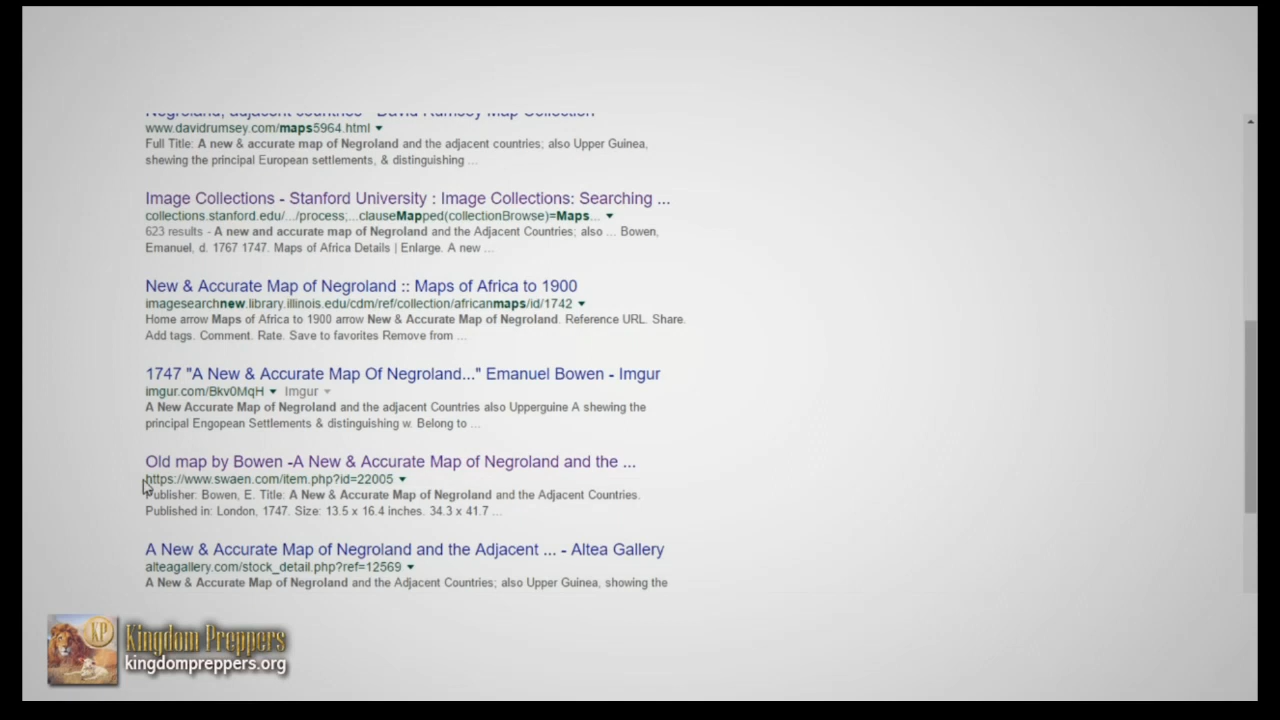 Negroland, adjacent countries - David Rumsey Map Collection
www.davidrumsey.com/maps5964.html
Full Title: A new & accurate map of Negroland and the adjacent countries; also Upper Guinea,
shewing the principal European settlements, & distinguishing ...
Image Collections - Stanford University : Image Collections: Searching ...
collections.stanford.edu/.../process;...clauseMapped(collectionBrowse)=Maps...
623 results - A new and accurate map of Negroland and the Adjacent Countries; also ... Bowen,
Emanuel, d. 1767 1747. Maps of Africa Details | Enlarge. A new ...
New & Accurate Map of Negroland :: Maps of Africa to 1900
imagesearchnew.library.illinois.edu/cdm/ref/collection/africanmaps/id/1742
Home arrow Maps of Africa to 1900 arrow New & Accurate Map of Negroland. Reference URL. Share.
Add tags. Comment. Rate. Save to favorites Remove from ...
1747 "A New & Accurate Map Of Negroland..." Emanuel Bowen - Imgur
imgur.com/Bkv0MqH Imgur
A New Accurate Map of Negroland and the adjacent Countries also Upperguine A shewing the
principal Engopean Settlements & distinguishing w. Belong to ...
Old map by Bowen -A New & Accurate Map of Negroland and the ...
https://www.swaen.com/item.php?id=22005
Publisher: Bowen, E. Title: A New & Accurate Map of Negroland and the Adjacent Countries.
Published in: London, 1747. Size: 13.5 x 16.4 inches. 34.3 x 41.7 ...
A New & Accurate Map of Negroland and the Adjacent ... - Altea Gallery
alteagallery.com/stock_detail.php?ref=12569
A New & Accurate Map of Negroland and the Adjacent Countries; also Upper Guinea, showing the
KP
Kingdom Preppers
kingdompreppers.org